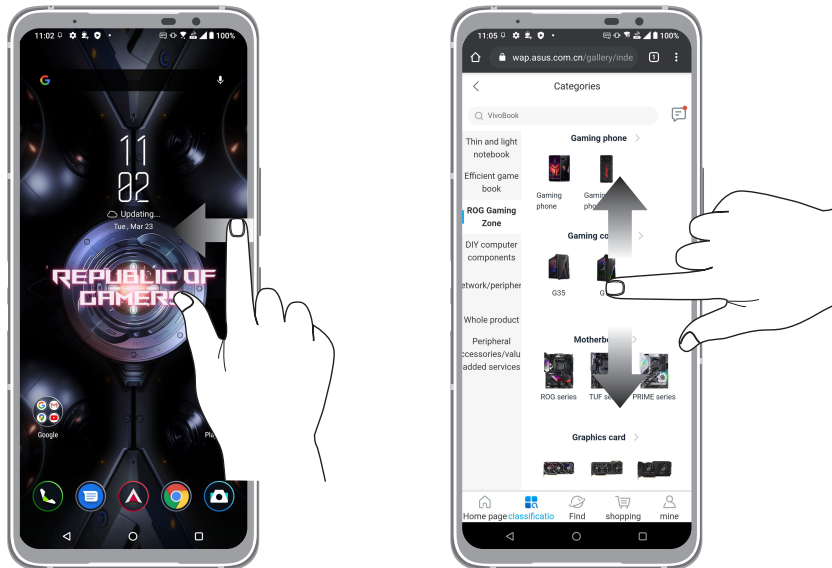 11:02
100%
G
11
02
Updating...
Tue, Mar 23
REPUBLIC OF
GAMERS
Google
11:05
100%
wap.asus.com.cn/gallery/inde
1
Categories
VivoBook
Thin and light
notebook
Efficient game
book
ROG Gaming
Zone
DIY computer
components
etwork/peripher
Whole product
Peripheral
ccessories/valu
added services
Gaming phone
Gaming
phone
Gaming co
G35
Motherbo
ROG series
TUF se
PRIME series
Graphics card
Home page
classificatio
Find
shopping
mine